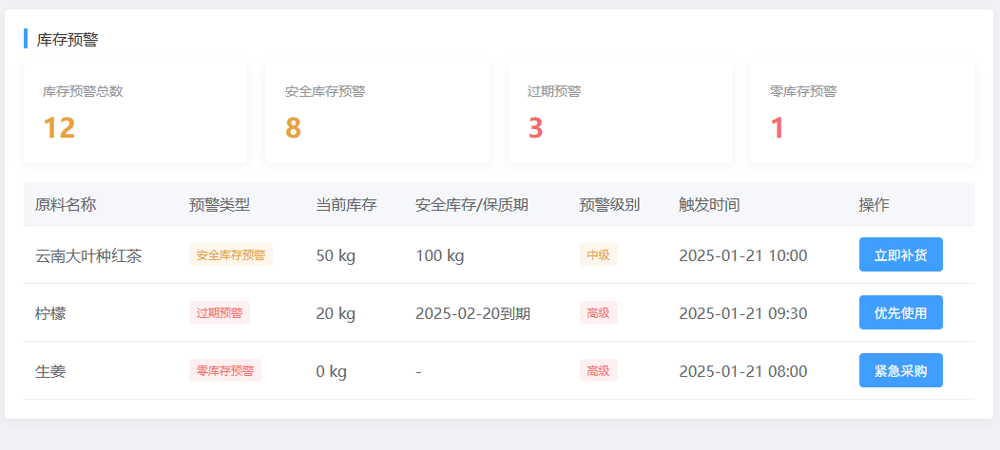 库存预警
库存预警总数 安全库存预警 过期预警 零库存预警
12 8 3 1
原料名称 预警类型 当前库存 安全库存/保质期 预警级别 触发时间 操作
云南大叶种红茶 安全库存预警 50 kg 100 kg 中级 2025-01-21 10:00 立即补货
柠檬 过期预警 20 kg 2025-02-20到期 高级 2025-01-21 09:30 优先使用
生姜 零库存预警 0 kg - 高级 2025-01-21 08:00 紧急采购